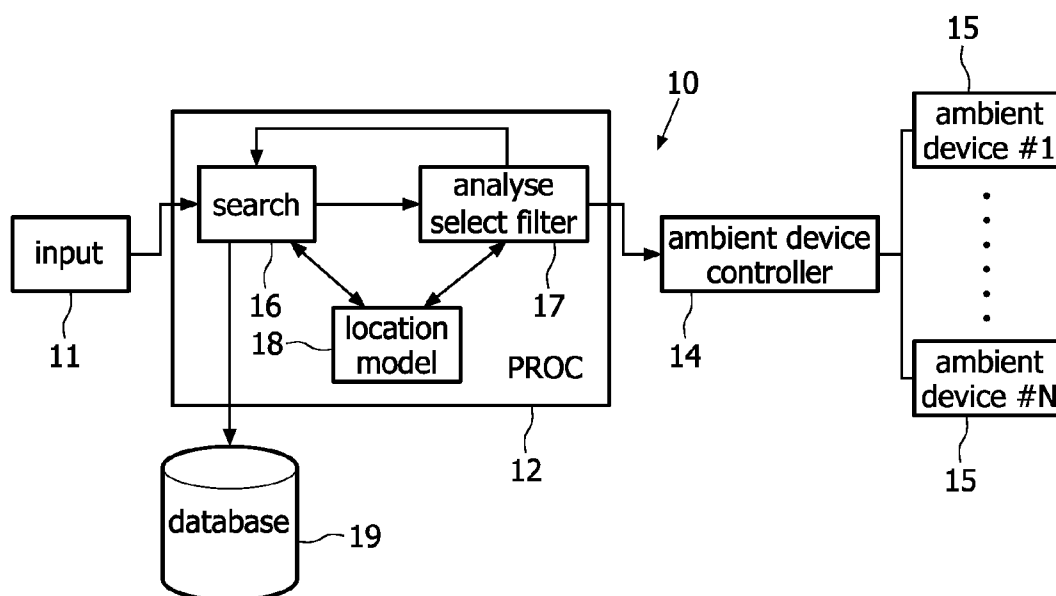 15
10
ambient
device #1
search
analyse
select filter
input
ambient device
controller
16
17
11
18
location
model
PROC
14
ambient
device #N
12
15
database
19